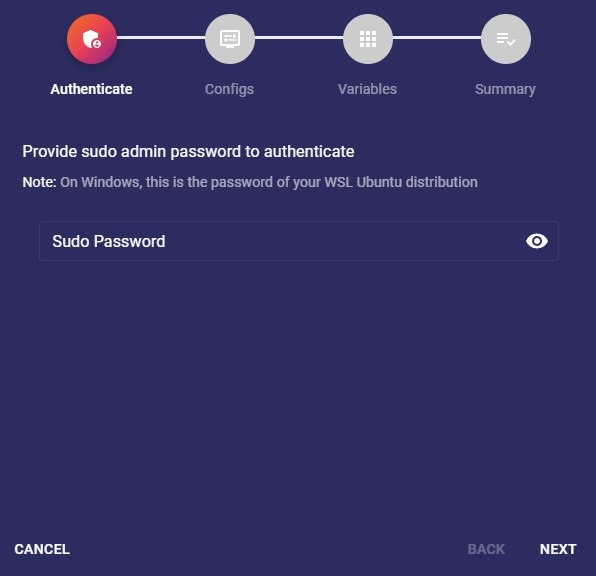 Authenticate
Configs
Variables
Summary
Provide sudo admin password to authenticate
Note: On Windows, this is the password of your WSL Ubuntu distribution
Sudo Password
CANCEL
BACK
NEXT